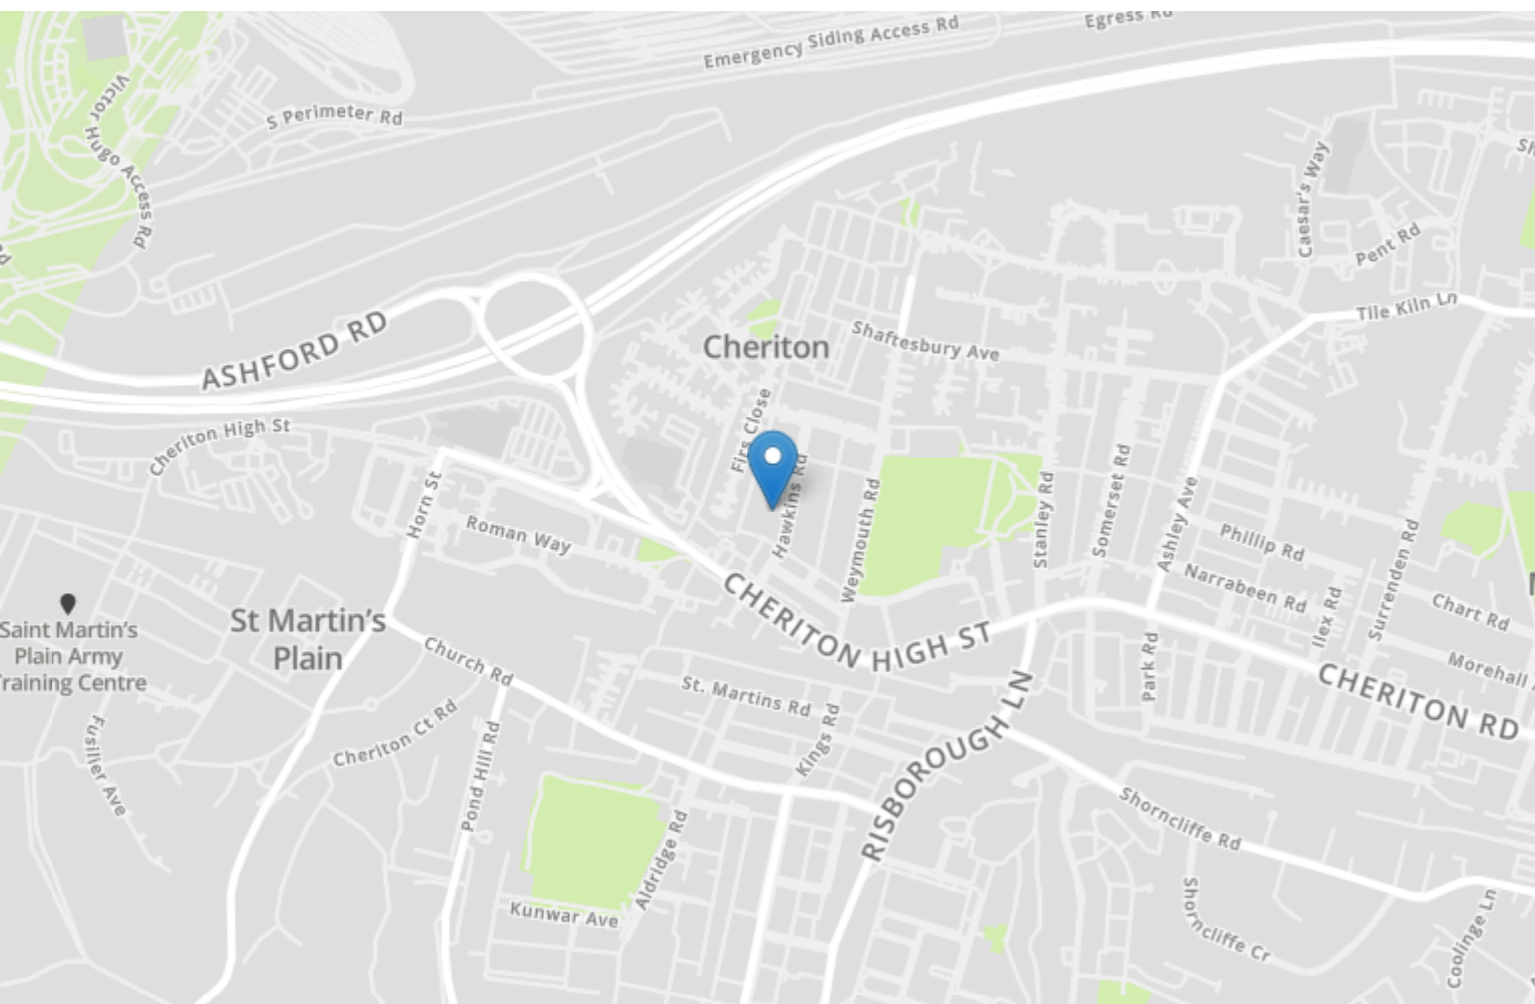 Egress Rd
Emergency Siding Access Rd
S Perimeter Rd
Victor Hugo Access Rd
Caesar's Way
Pent Rd
Tile Kiln Ln
ASHFORD RD
Cheriton
Shaftesbury Ave
Cheriton High St
Firs Close
Hawkins Rd
Weymouth Rd
Stanley Rd
Somerset Rd
Ashley Ave
Horn St
Roman Way
Phillip Rd
Narrabeen Rd
Ilex Rd
Surrenden Rd
Chart Rd
Morehall
Saint Martin's
Plain Army
Training Centre
St Martin's
Plain
CHERITON HIGH ST
Church Rd
Park Rd
CHERITON RD
St. Martins Rd
Kings Rd
RISBOROUGH LN
Cheriton Ct Rd
Pond Hill Rd
Fusilier Ave
Aldridge Rd
Shorncliffe Rd
Kunwar Ave
Shorncliffe Cr
Coolinge Ln